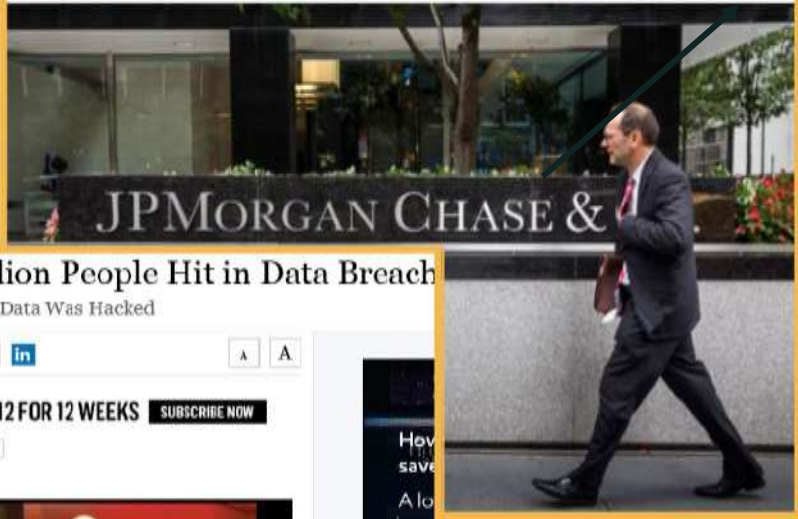 JPMORGAN CHASE &
lion People Hit in Data Breach
Data Was Hacked
in
A A
12 FOR 12 WEEKS SUBSCRIBE NOW
How
save
A lo